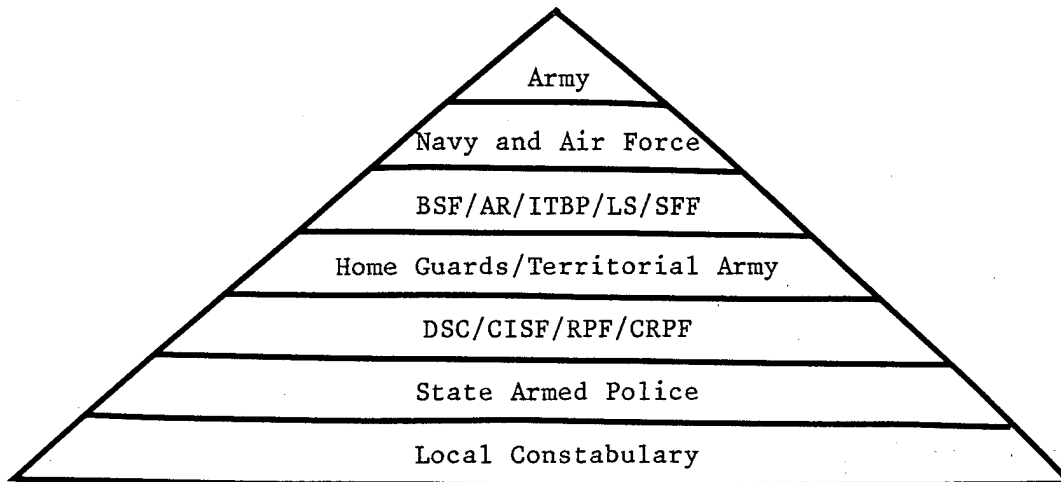 Army
Navy and Air Force
BSF/AR/ITBP/LS/SFF
Home Guards/Territorial Army
DSC/CISF/RPF/CRPF
State Armed Police
Local Constabulary